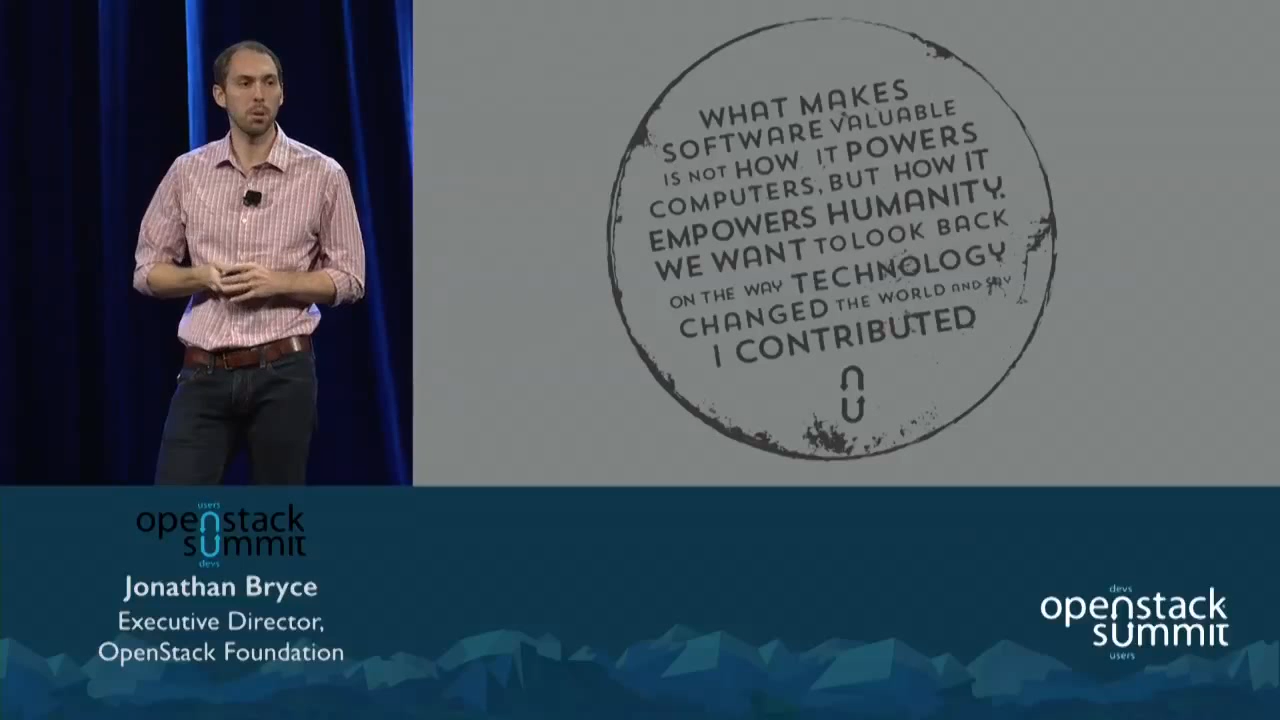 WHAT MAKES
SOFTWARE VALUABLE
IS NOT HOW IT POWERS
COMPUTERS, BUT HOW IT
EMPOWERS HUMANITY.
WE WANT TO LOOK BACK
ON THE WAY TECHNOLOGY
CHANGED THE WORLD AND SAY
I CONTRIBUTED
users
openstack
summit
devs
Jonathan Bryce
Executive Director,
OpenStack Foundation
devs
openstack
summit
users